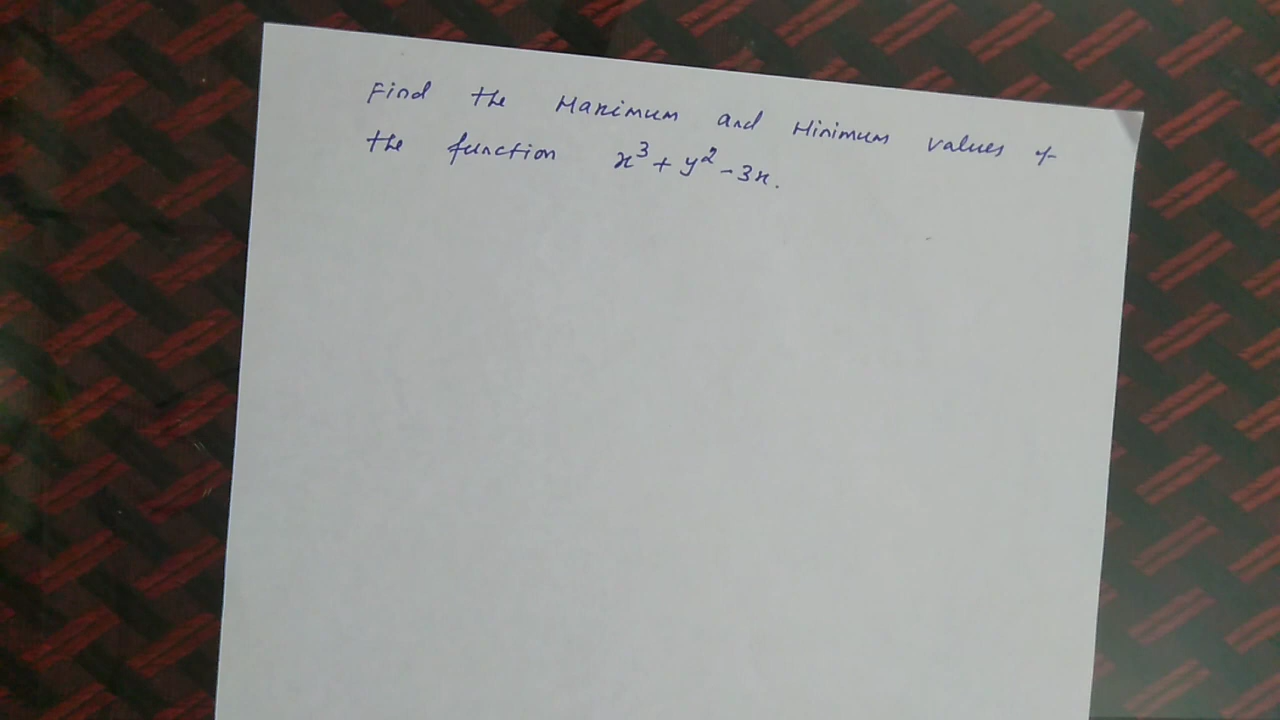 Find the Maximum and Minimum values of
the function x³ + y² - 3x.